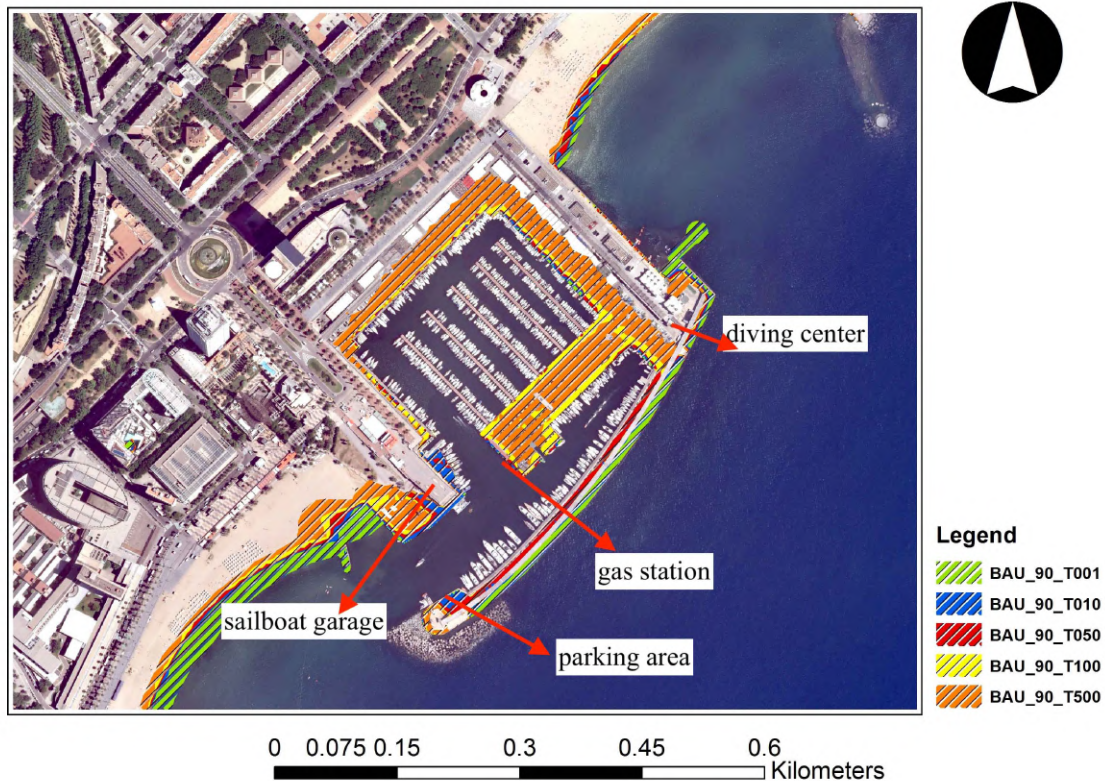 diving center
gas station
sailboat garage
parking area
Legend
BAU_90_T001
BAU_90_T010
BAU_90_T050
BAU_90_T100
BAU_90_T500
0 0.075 0.15 0.3 0.45 0.6
Kilometers